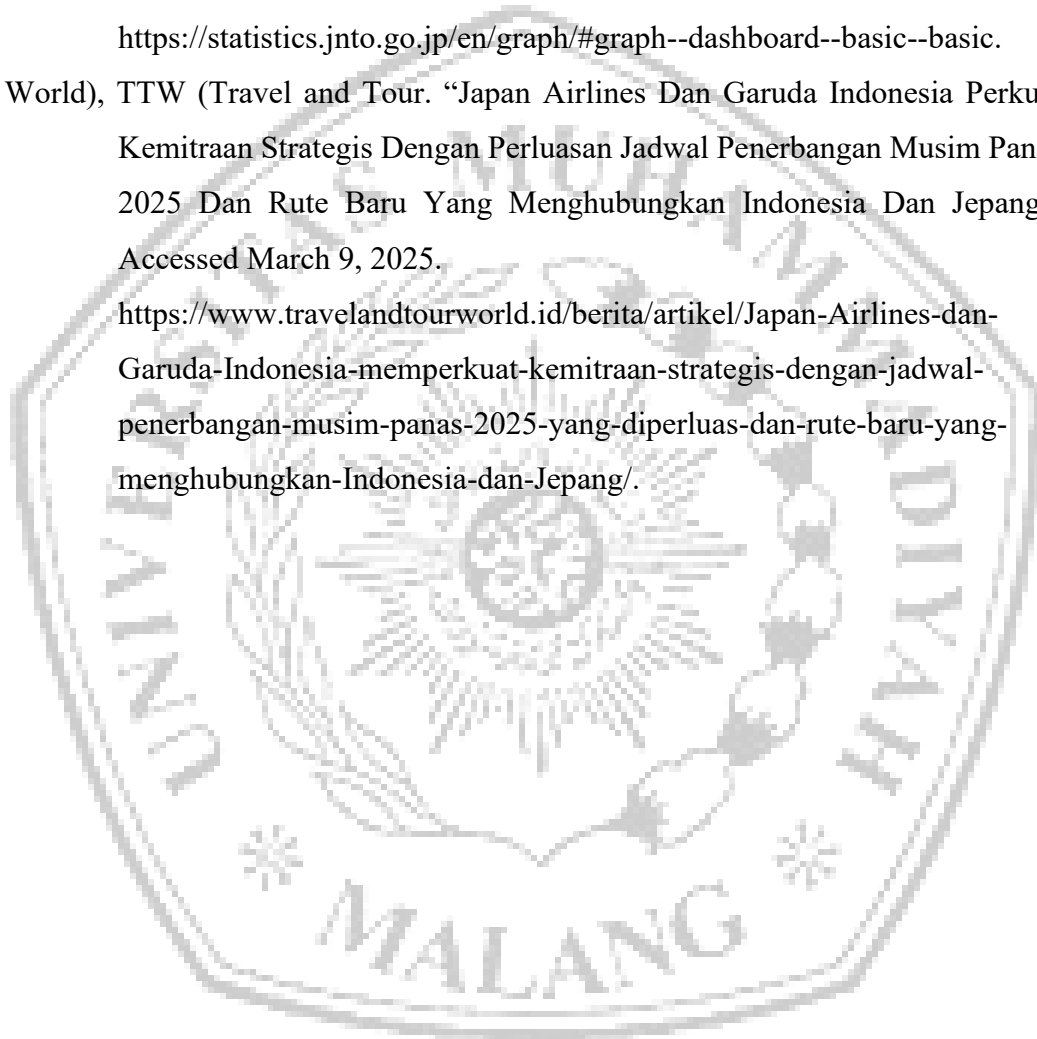 https://statistics.jnto.go.jp/en/graph/#graph--dashboard--basic--basic.
World), TTW (Travel and Tour. “Japan Airlines Dan Garuda Indonesia Perku
Kemitraan Strategis Dengan Perluasan Jadwal Penerbangan Musim Pan
2025 Dan Rute Baru Yang Menghubungkan Indonesia Dan Jepang
Accessed March 9, 2025.
https://www.travelandtourworld.id/berita/artikel/Japan-Airlines-dan-
Garuda-Indonesia-memperkuat-kemitraan-strategis-dengan-jadwal-
penerbangan-musim-panas-2025-yang-diperluas-dan-rute-baru-yang-
menghubungkan-Indonesia-dan-Jepang/.
UNIVERSITAS MUHAMMADIYAH
MALANG